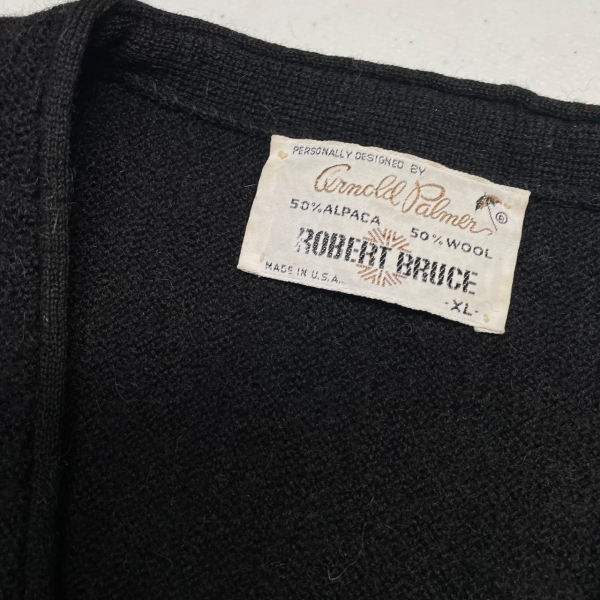 PERSONALLY DESIGNED BY
Arnold Palmer ®
50% ALPACA 50% WOOL
ROBERT BRUCE
MADE IN U.S.A.
-XL-